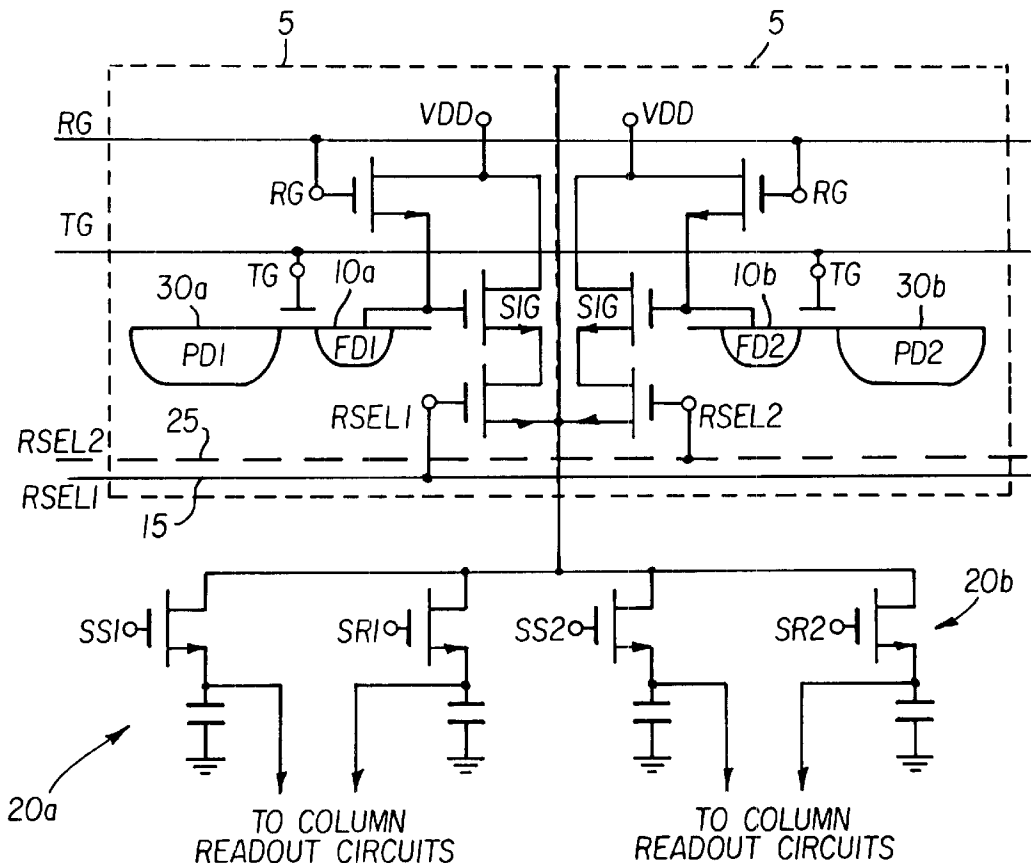 5
5
VDD
VDD
RG
RG
RG
TG
TG
TG
30a
10a
10b
30b
SIG
SIG
PD1
FD1
FD2
PD2
RSEL1
RSEL2
RSEL2
25
RSEL1
15
SS1
SR1
SS2
SR2
20b
20a
TO COLUMN
READOUT CIRCUITS
TO COLUMN
READOUT CIRCUITS